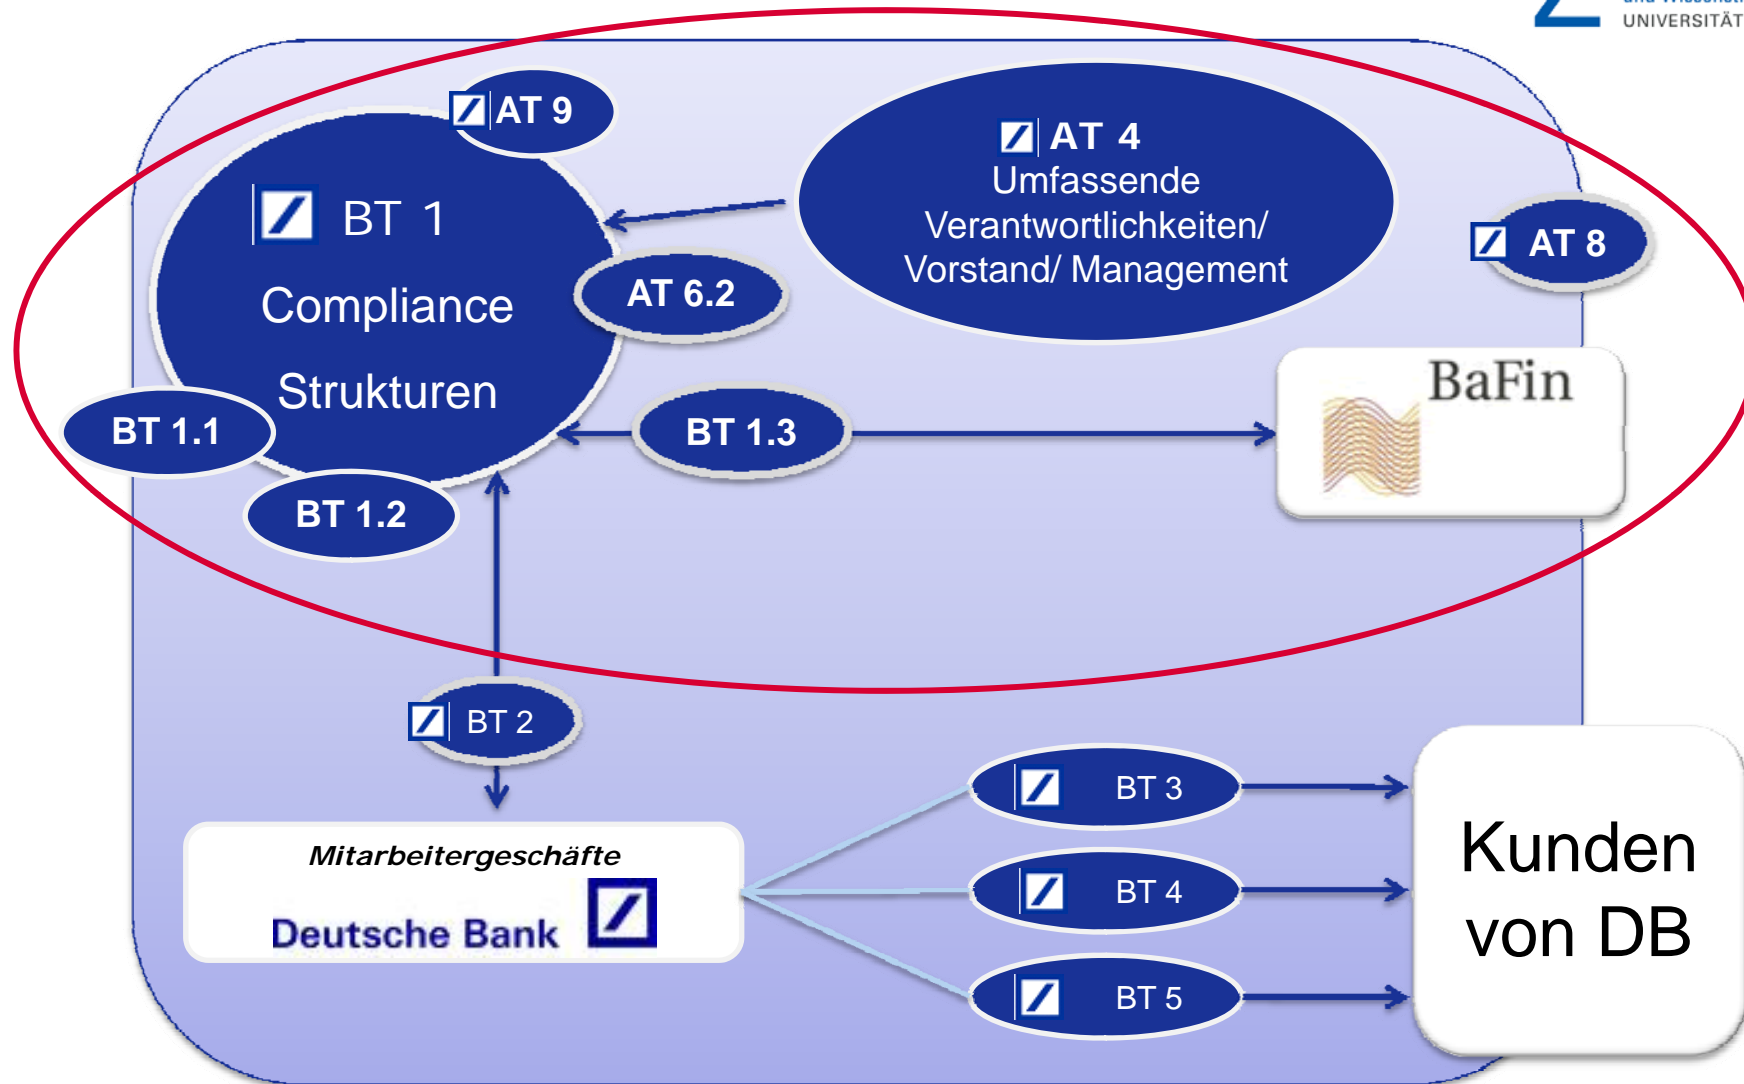 UNIVERSITÄT
AT 9
AT 4
Umfassende
Verantwortlichkeiten/
Vorstand/ Management
BT 1
Compliance
Strukturen
AT 8
AT 6.2
BaFin
BT 1.1
BT 1.3
BT 1.2
BT 2
BT 3
Mitarbeitergeschäfte
Deutsche Bank
BT 4
Kunden
von DB
BT 5